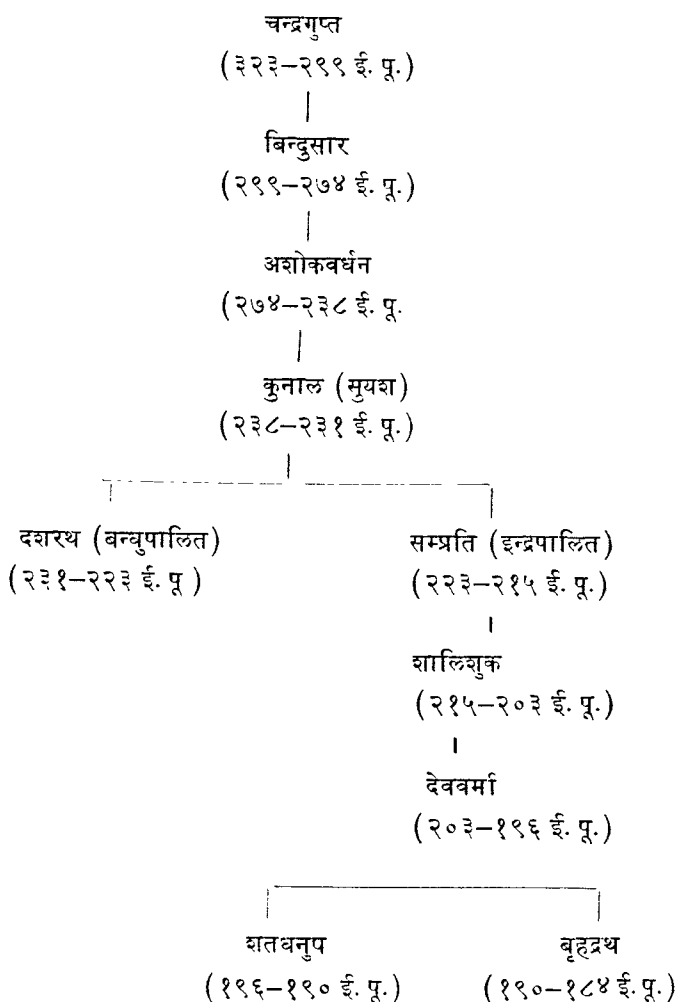 चन्द्रगुप्त
(३२३–२९९ ई. पू.)
बिन्दुसार
(२९९–२७४ ई. पू.)
अशोकवर्धन
(२७४–२३८ ई. पू.
कुनाल (सुयश)
(२३८–२३१ ई. पू.)
दशरथ (बन्धुपालित) सम्प्रति (इन्द्रपालित)
(२३१–२२३ ई. पू ) (२२३–२१५ ई. पू.)
शालिशुक
(२१५–२०३ ई. पू.)
देववर्मा
(२०३–१९६ ई. पू.)
शतधनुप बृहद्रथ
(१९६–१९० ई. पू.) (१९०–१८४ ई. पू.)